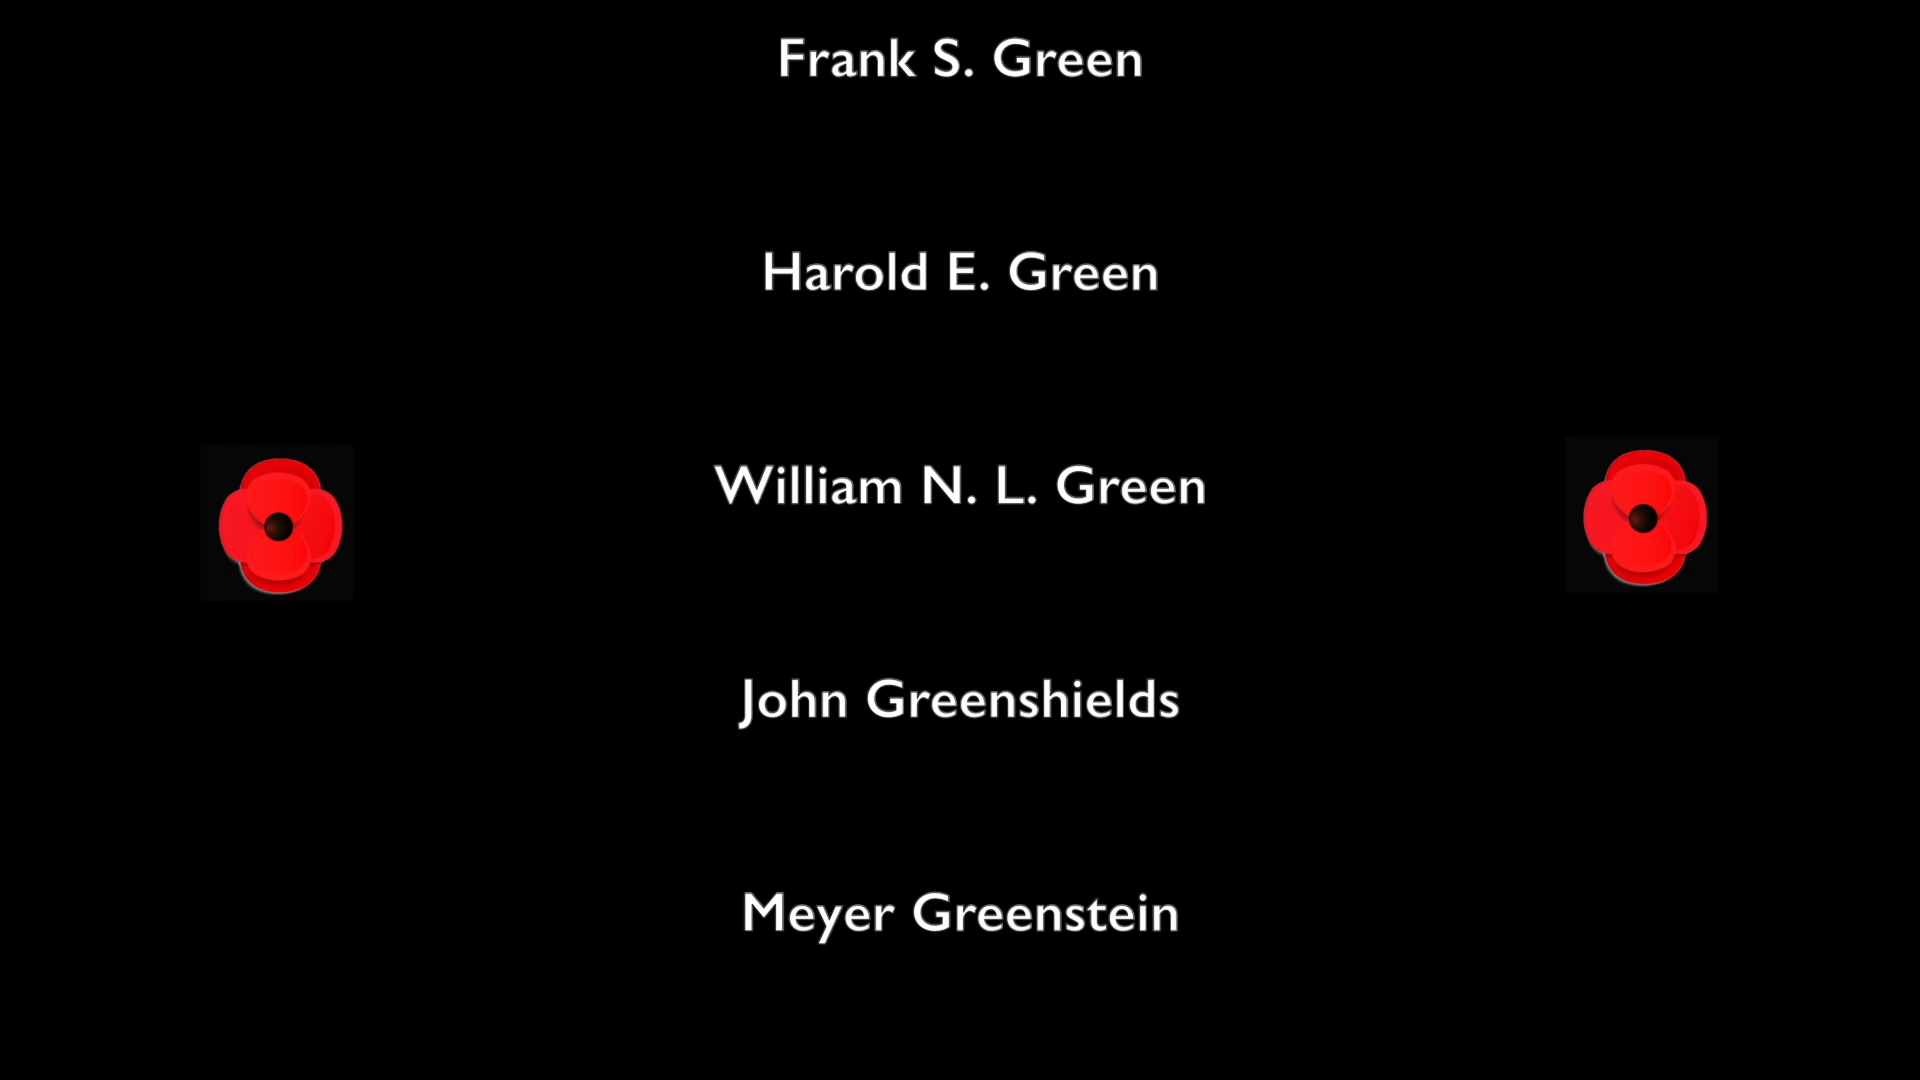 Frank S. Green
Harold E. Green
William N. L. Green
John Greenshields
Meyer Greenstein